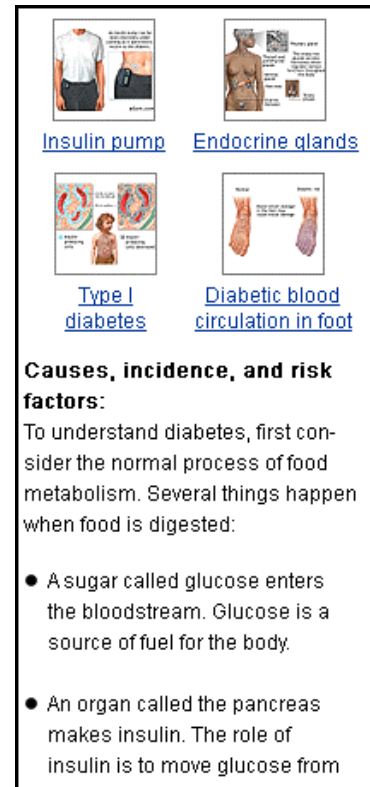 Insulin pump
Endocrine glands
Type I
diabetes
Diabetic blood
circulation in foot
Causes, incidence, and risk
factors:
To understand diabetes, first con-
sider the normal process of food
metabolism. Several things happen
when food is digested:
● A sugar called glucose enters
the bloodstream. Glucose is a
source of fuel for the body.
● An organ called the pancreas
makes insulin. The role of
insulin is to move glucose from